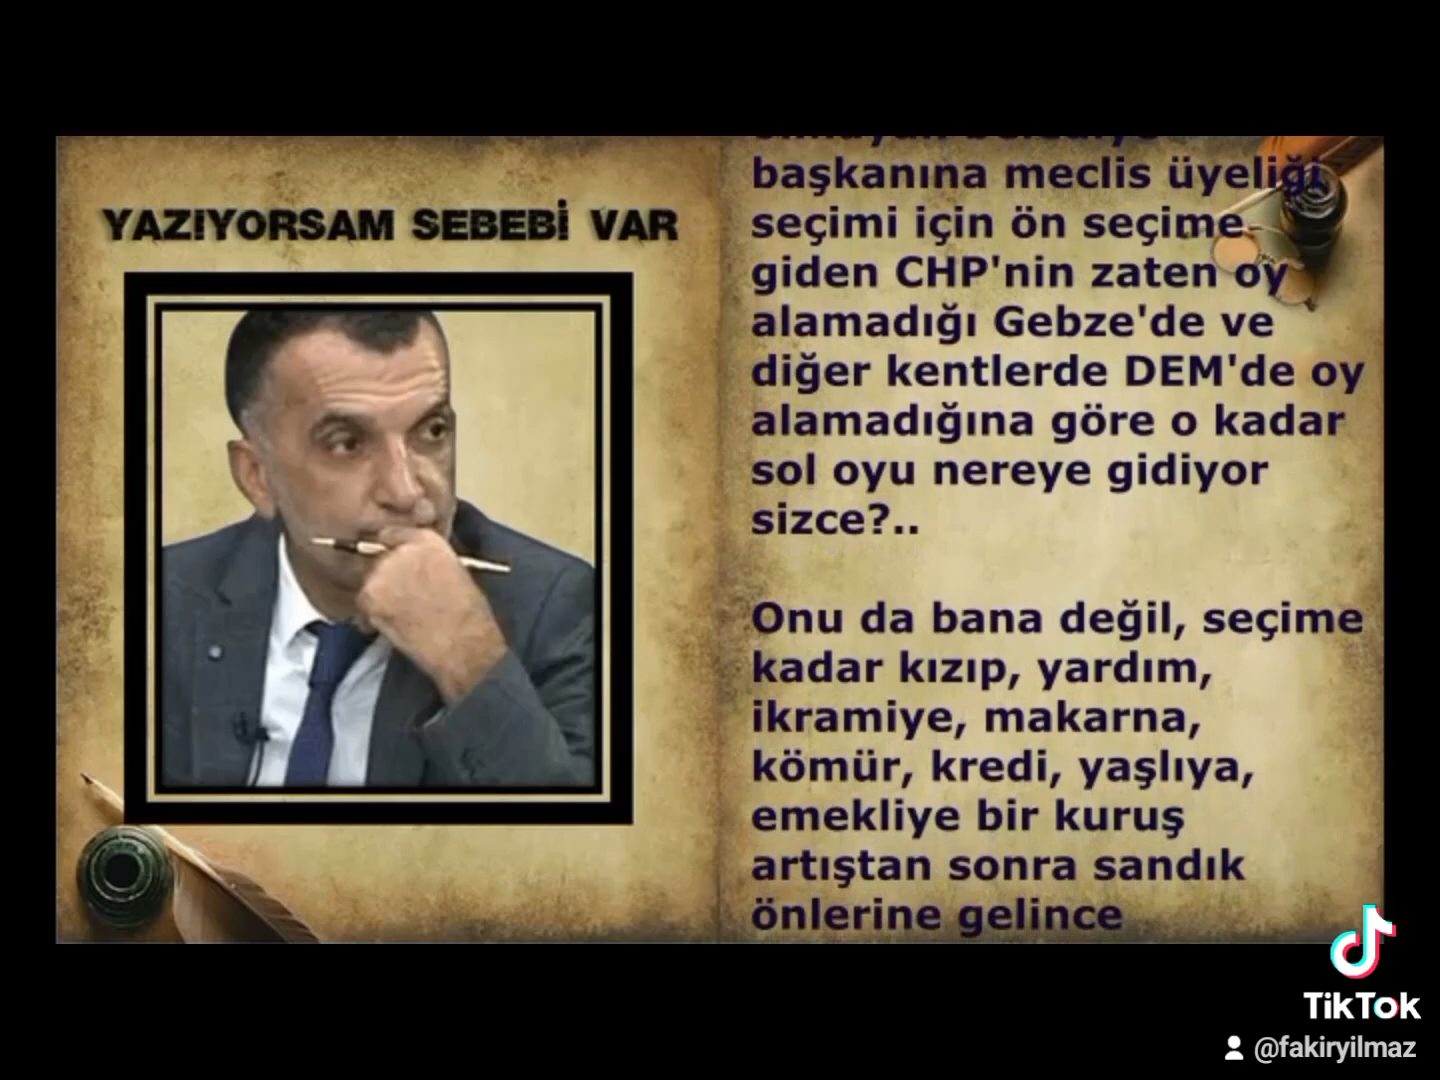 YAZIYORSAM SEBEBİ VAR
başkanına meclis üyeliği
seçimi için ön seçime
giden CHP'nin zaten oy
alamadığı Gebze'de ve
diğer kentlerde DEM'de oy
alamadığına göre o kadar
sol oyu nereye gidiyor
sizce?..
Onu da bana değil, seçime
kadar kızıp, yardım,
ikramiye, makarna,
kömür, kredi, yaşlıya,
emekliye bir kuruş
artıştan sonra sandık
önlerine gelince
TikTok
@fakiryilmaz